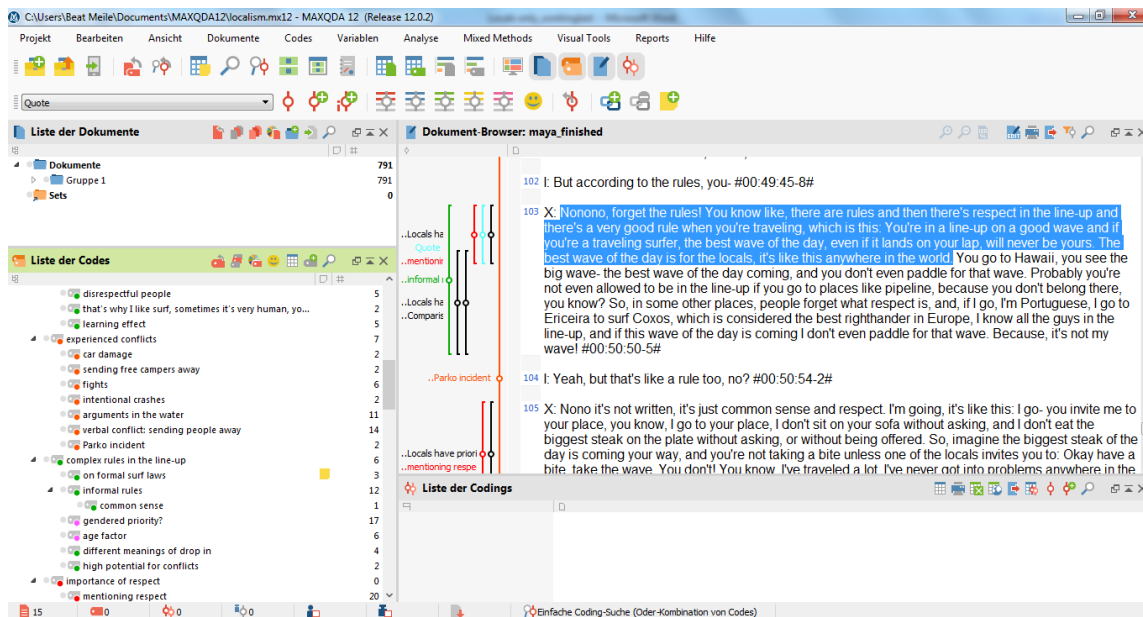 C:\Users\Beat Meile\Documents\MAXQDA12\localism.mx12 - MAXQDA 12 (Release 12.0.2)
Projekt Bearbeiten Ansicht Dokumente Codes Variablen Analyse Mixed Methods Visual Tools Reports Hilfe
Quote
Liste der Dokumente
Dokumente 791
Gruppe 1 791
Sets 0
Liste der Codes
disrespectful people 5
that's why I like surf, sometimes it's very human, yo... 2
learning effect 5
experienced conflicts 7
car damage 2
sending free campers away 2
fights 6
intentional crashes 2
arguments in the water 11
verbal conflict: sending people away 14
Parko incident 2
complex rules in the line-up 6
on formal surf laws 3
informal rules 12
common sense 1
gendered priority? 17
age factor 6
different meanings of drop in 4
high potential for conflicts 2
importance of respect 0
mentioning respect 20
Dokument-Browser: maya_finished
..Locals ha
Quote
..mentionin
..informal r
..Locals ha
..Comparis
..Parko incident
..Locals have priori
..mentioning respe
102 I: But according to the rules, you- #00:49:45-8#
103 X: Nonono, forget the rules! You know like, there are rules and then there's respect in the line-up and
there's a very good rule when you're traveling, which is this: You're in a line-up on a good wave and if
you're a traveling surfer, the best wave of the day, even if it lands on your lap, will never be yours. The
best wave of the day is for the locals, it's like this anywhere in the world. You go to Hawaii, you see the
big wave- the best wave of the day coming, and you don't even paddle for that wave. Probably you're
not even allowed to be in the line-up if you go to places like pipeline, because you don't belong there,
you know? So, in some other places, people forget what respect is, and, if I go, I'm Portuguese, I go to
Ericeira to surf Coxos, which is considered the best righthander in Europe, I know all the guys in the
line-up, and if this wave of the day is coming I don't even paddle for that wave. Because, it's not my
wave! #00:50:50-5#
104 I: Yeah, but that's like a rule too, no? #00:50:54-2#
105 X: Nono it's not written, it's just common sense and respect. I'm going, it's like this: I go- you invite me to
your place, you know, I go to your place, I don't sit on your sofa without asking, and I don't eat the
biggest steak on the plate without asking, or without being offered. So, imagine the biggest steak of the
day is coming your way, and you're not taking a bite unless one of the locals invites you to: Okay have a
bite, take the wave. You don't! You know, I've traveled a lot, I've never got into problems anywhere in the
Liste der Codings
15 0 0 0 Einfache Coding-Suche (Oder-Kombination von Codes)